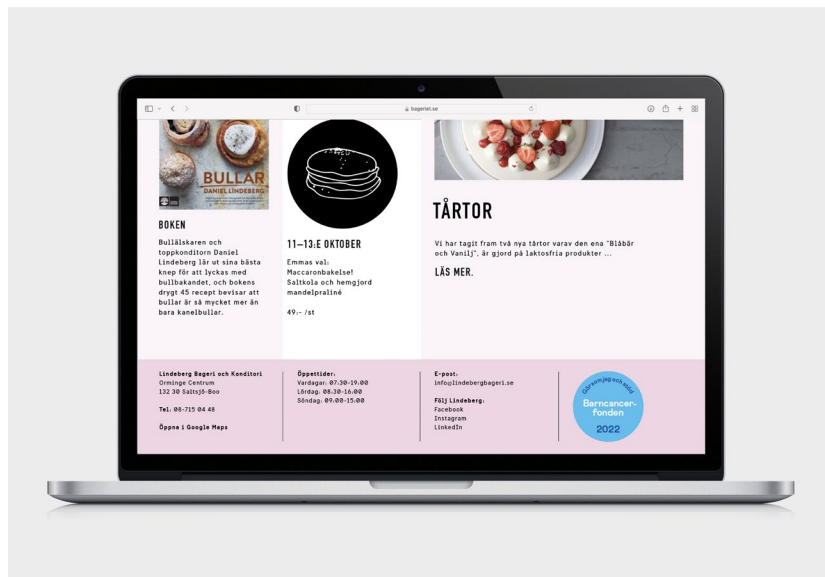 bageriet.se
BULLAR
DANIEL LINDEBERG
BOKEN
Bullälskaren och
toppkonditorn Daniel
Lindeberg lär ut sina bästa
knep för att lyckas med
bullbakandet, och bokens
drygt 45 recept bevisar att
bullar är så mycket mer än
bara kanelbullar.
11–13:E OKTOBER
Emmas val:
Maccaronbakelse!
Saltkola och hemgjord
mandelpraliné
49:- /st
TÅRTOR
Vi har tagit fram två nya tårtor varav den ena "Blåbär
och Vanilj", är gjord på laktosfria produkter ...
LÄS MER.
Lindeberg Bageri och Konditori
Orminge Centrum
132 30 Saltsjö-Boo
Tel: 08-715 04 48
Öppna i Google Maps
Öppettider:
Vardagar: 07:30-19:00
Lördag: 08:30-16:00
Söndag: 09:00-15:00
E-post:
info@lindebergbageri.se
Följ Lindeberg:
Facebook
Instagram
LinkedIn
Gör som jag och stöd
Barncancer-
fonden
2022